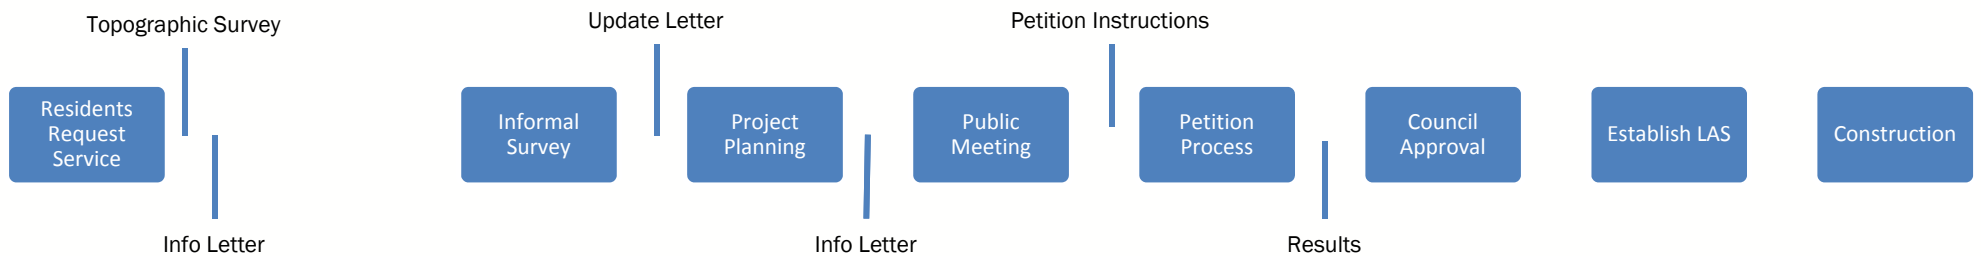 Topographic Survey
Update Letter
Petition Instructions
Residents
Request
Service
Informal
Survey
Project
Planning
Public
Meeting
Petition
Process
Council
Approval
Establish LAS
Construction
Info Letter
Info Letter
Results